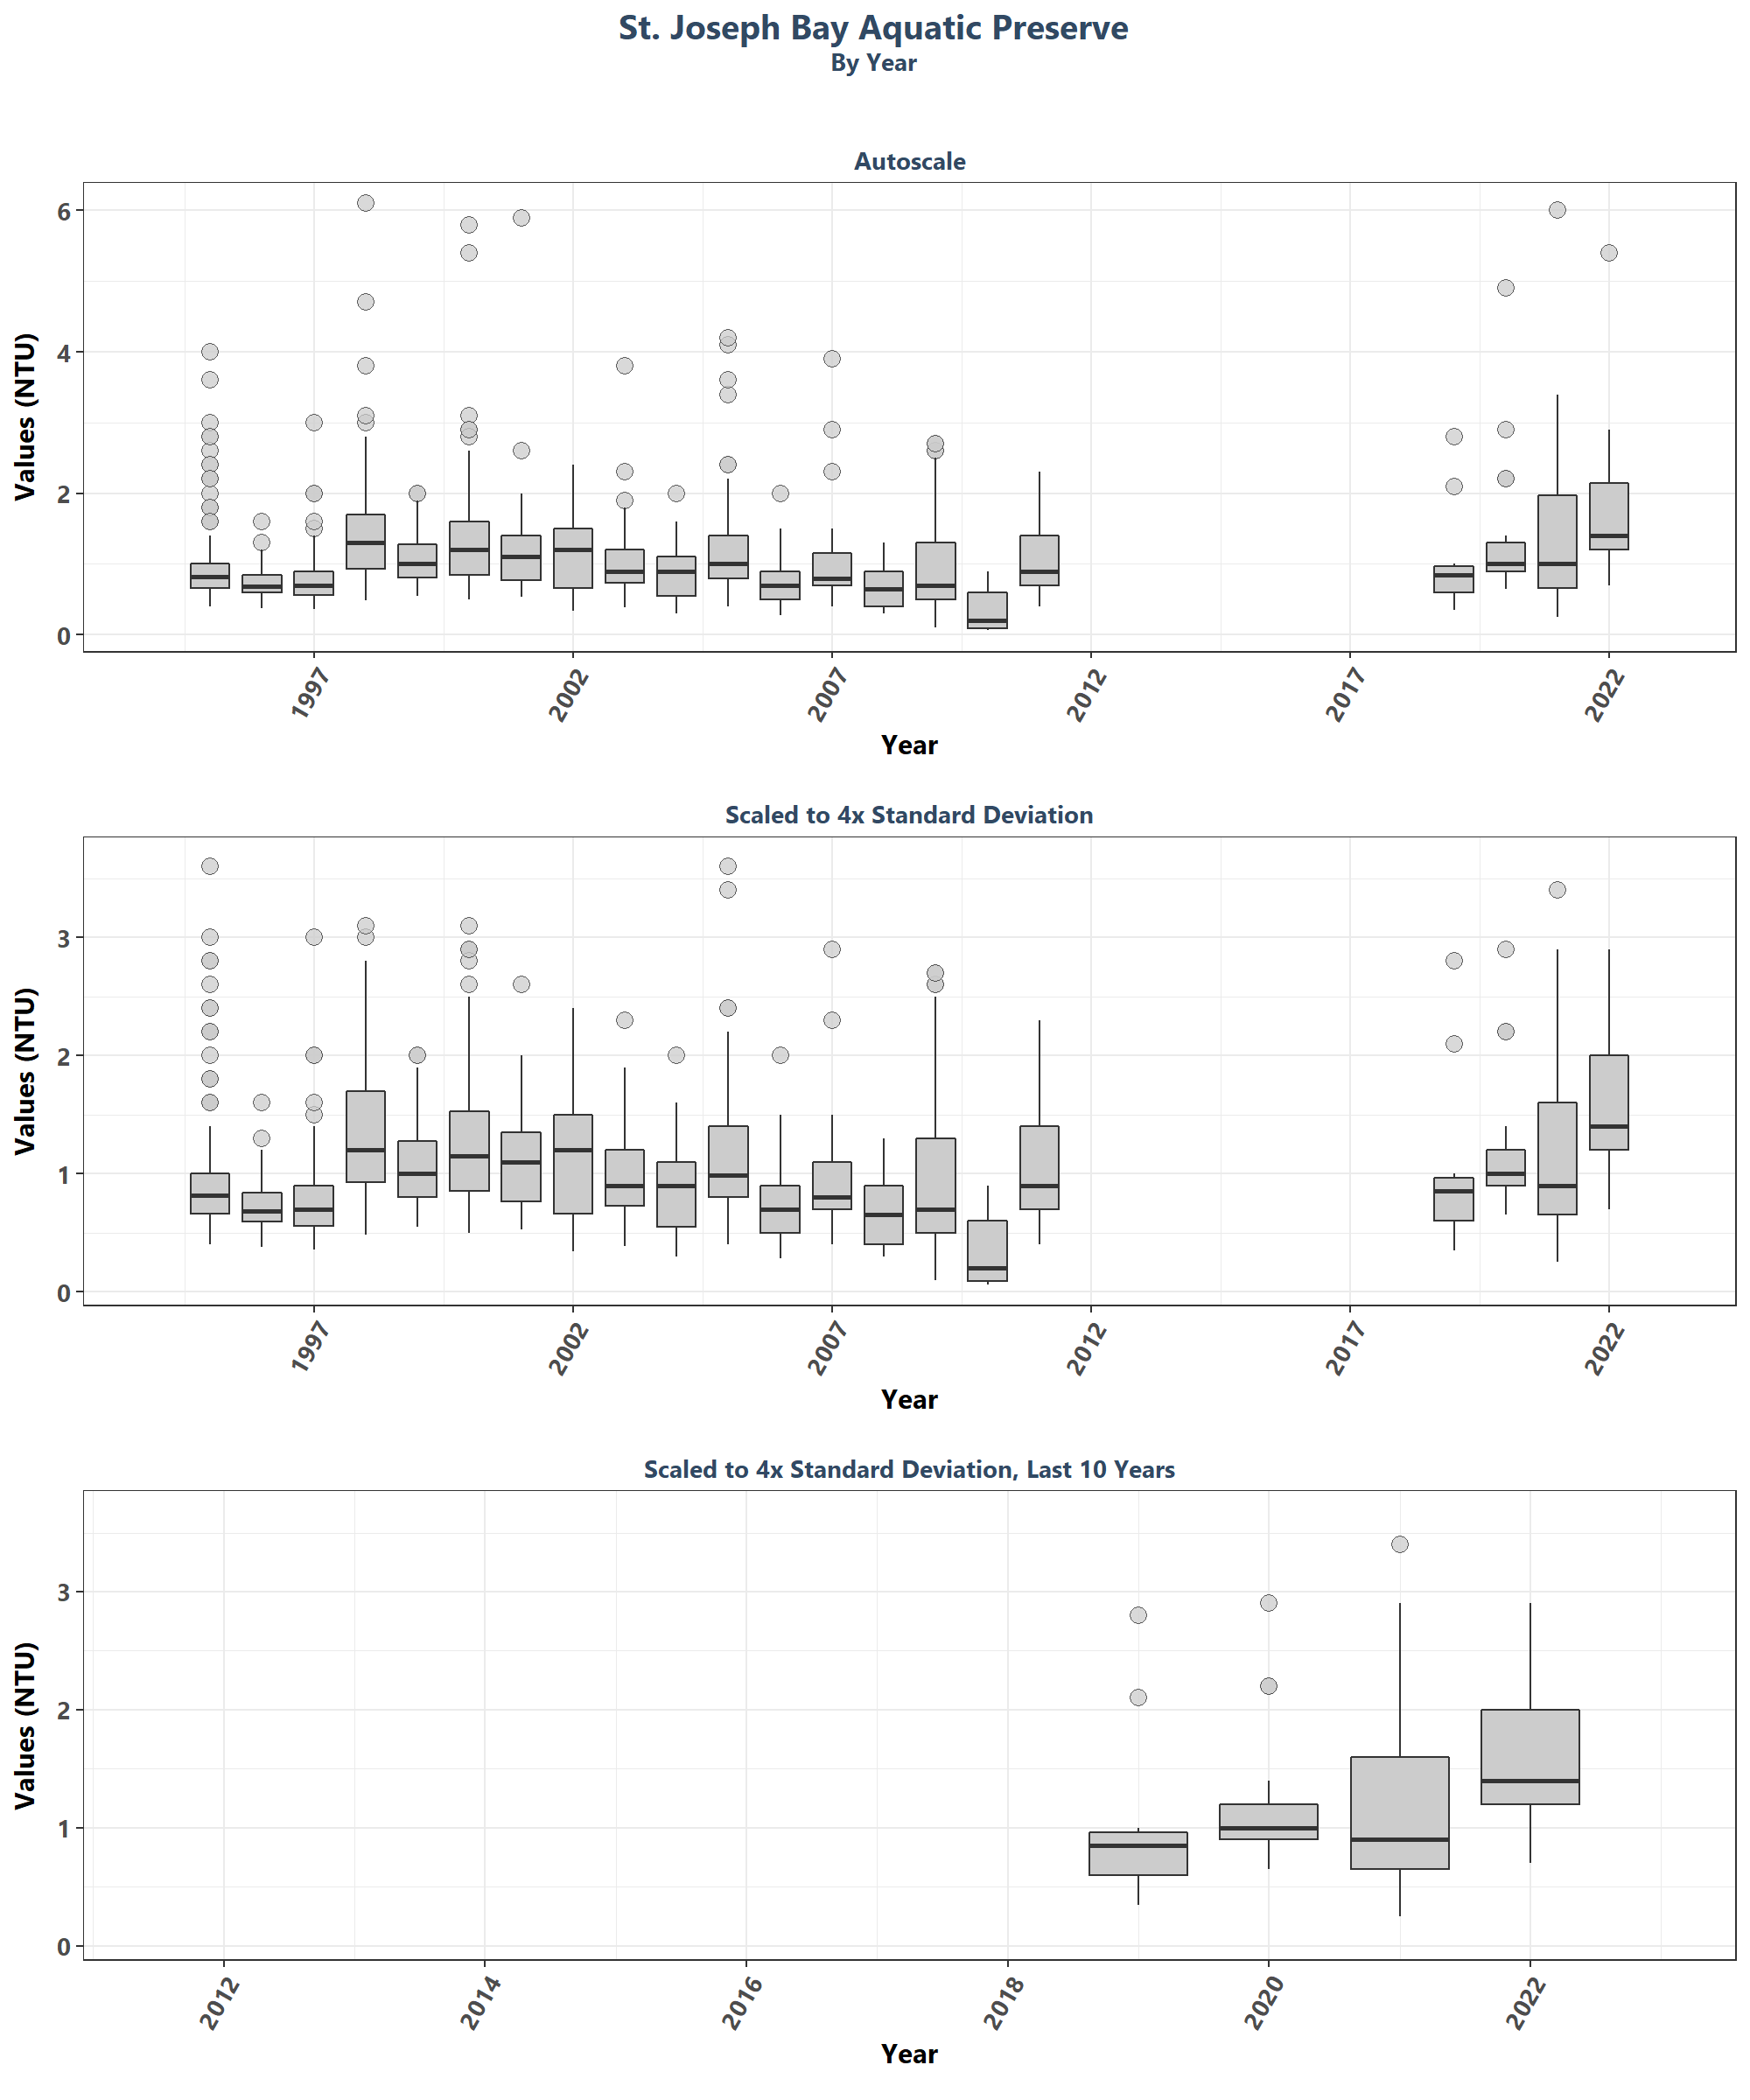 St. Joseph Bay Aquatic Preserve
By Year
Autoscale
Values (NTU)
6
4
2
0
1997
2002
2007
2012
2017
2022
Year
Scaled to 4x Standard Deviation
Values (NTU)
3
2
1
0
1997
2002
2007
2012
2017
2022
Year
Scaled to 4x Standard Deviation, Last 10 Years
Values (NTU)
3
2
1
0
2012
2014
2016
2018
2020
2022
Year